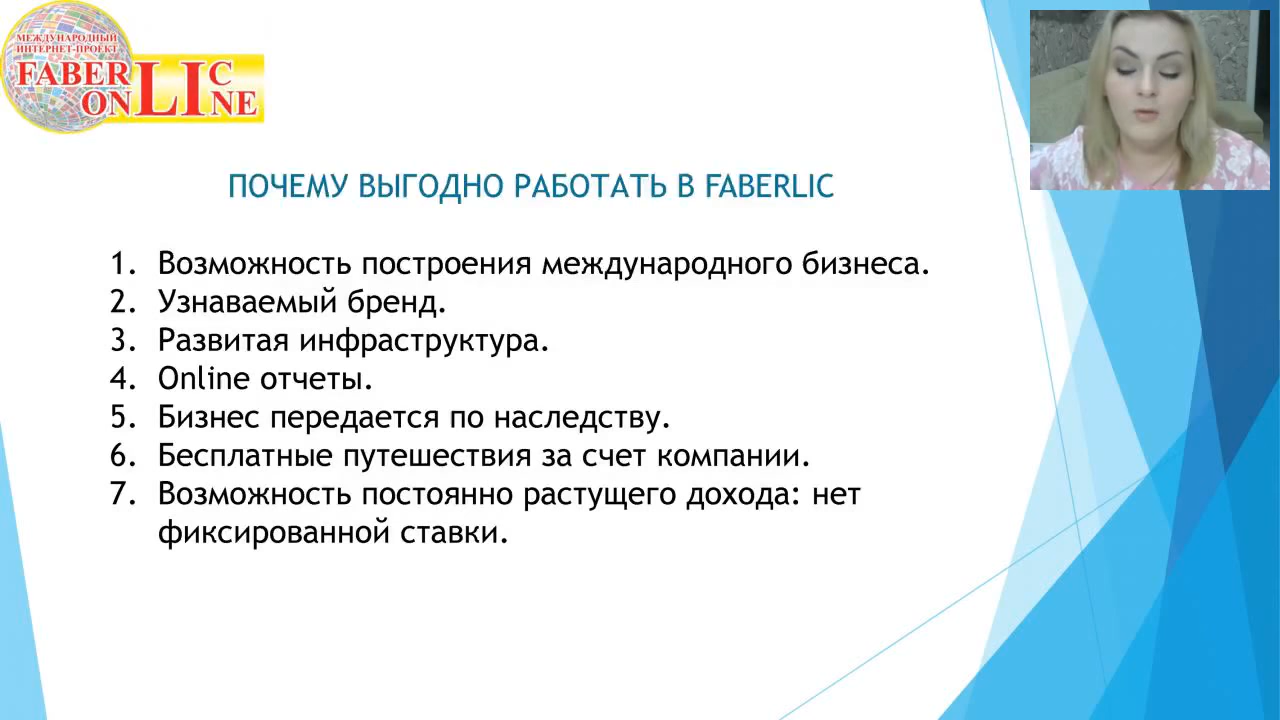 МЕЖДУНАРОДНЫЙ
ИНТЕРНЕТ-ПРОЕКТ
FABERLIC
ONLINE
ПОЧЕМУ ВЫГОДНО РАБОТАТЬ В FABERLIC
1. Возможность построения международного бизнеса.
2. Узнаваемый бренд.
3. Развитая инфраструктура.
4. Online отчеты.
5. Бизнес передается по наследству.
6. Бесплатные путешествия за счет компании.
7. Возможность постоянно растущего дохода: нет
фиксированной ставки.